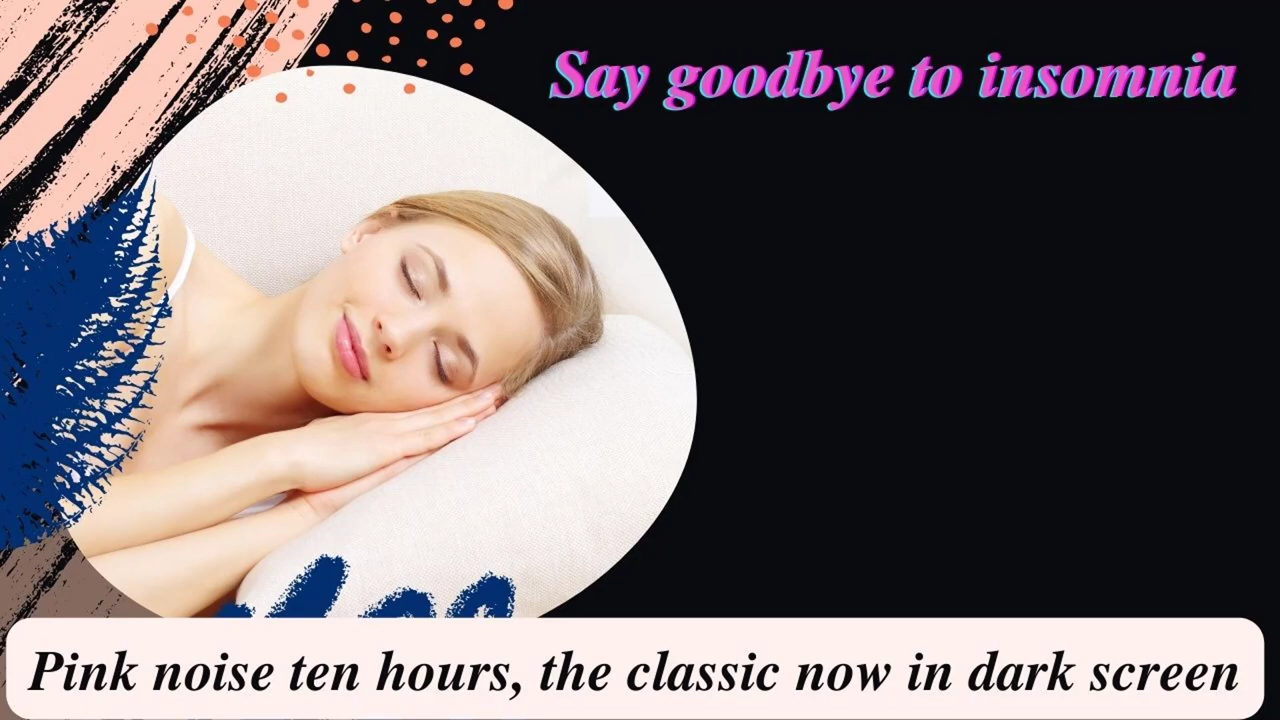 Say goodbye to insomnia
Pink noise ten hours, the classic now in dark screen